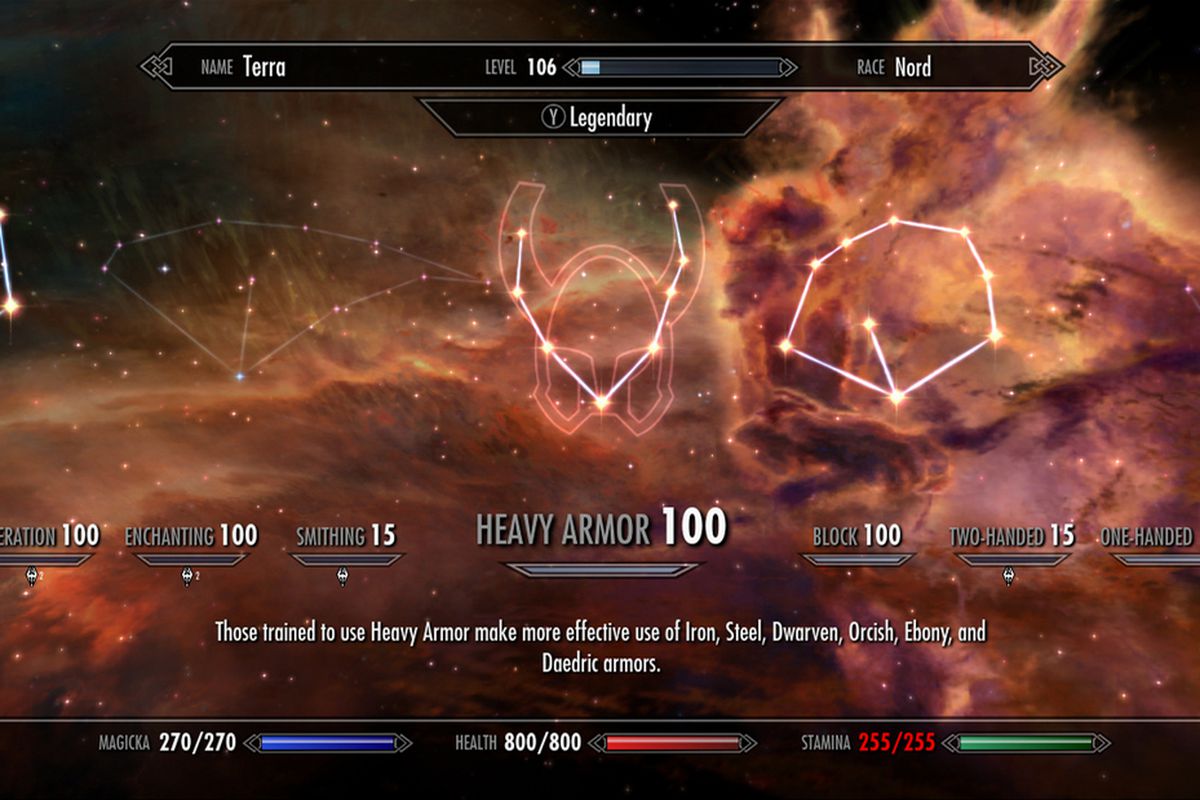 NAME Terra LEVEL 106 RACE Nord
Y Legendary
ERATION 100 ENCHANTING 100 SMITHING 15 HEAVY ARMOR 100 BLOCK 100 TWO-HANDED 15 ONE-HANDED
2 2
Those trained to use Heavy Armor make more effective use of Iron, Steel, Dwarven, Orcish, Ebony, and
Daedric armors.
MAGICKA 270/270 HEALTH 800/800 STAMINA 255/255